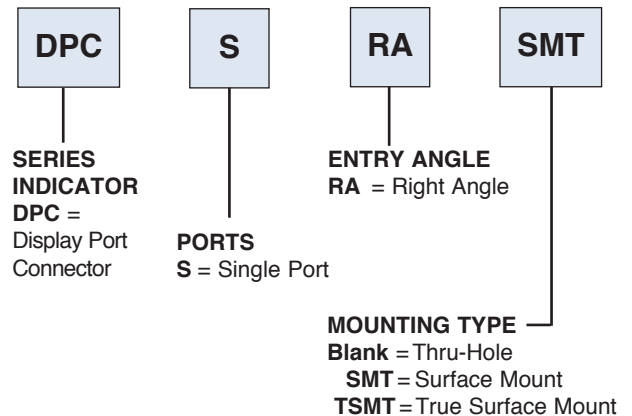 DPC S RA SMT
SERIES
INDICATOR
DPC =
Display Port
Connector
PORTS
S = Single Port
ENTRY ANGLE
RA = Right Angle
MOUNTING TYPE
Blank = Thru-Hole
SMT = Surface Mount
TSMT = True Surface Mount